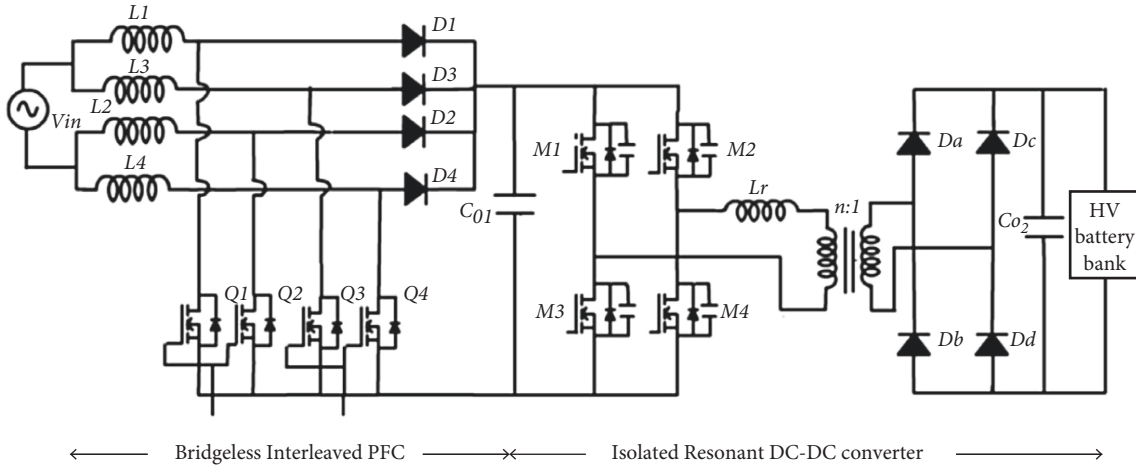 L1
D1
L3
D3
Vin
L2
D2
L4
D4
C01
Q1
Q2
Q3
Q4
M1
M2
M3
M4
Lr
n:1
Da
Dc
Db
Dd
Co2
HV
battery
bank
Bridgeless Interleaved PFC
Isolated Resonant DC-DC converter